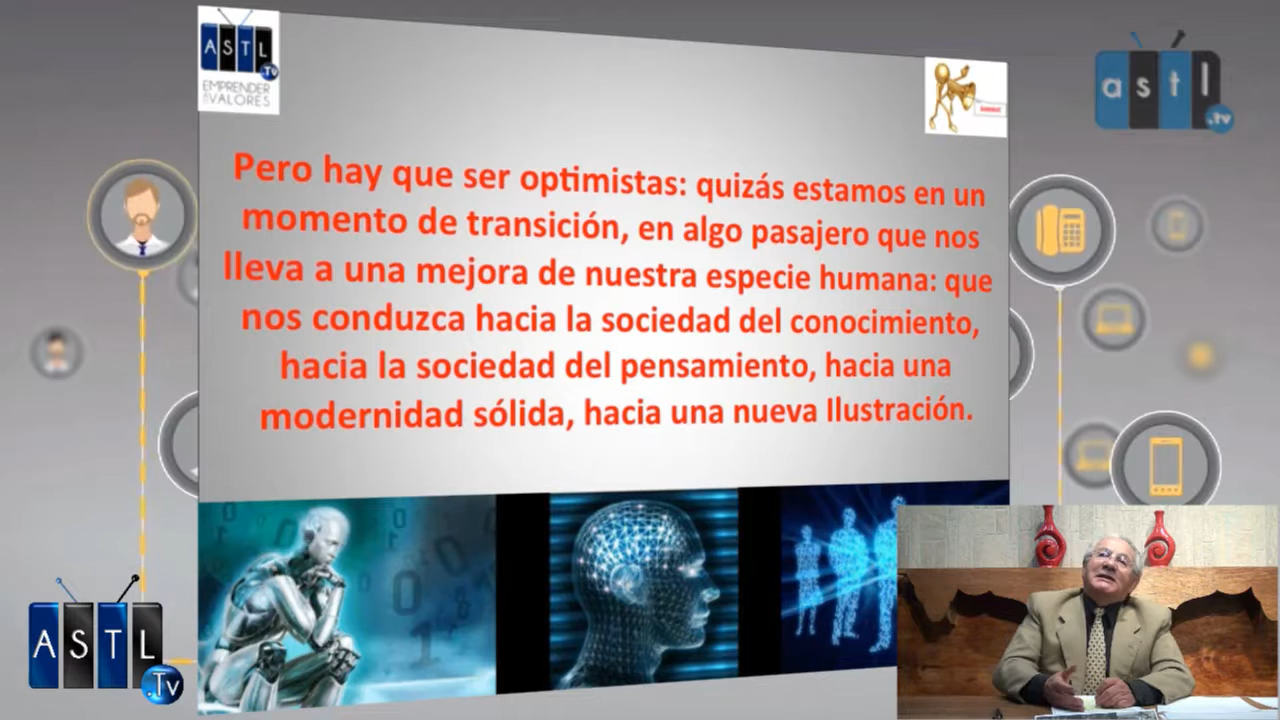 ASTL
.Tv
EMPRENDER
VALORES
astl
.tv
Pero hay que ser optimistas: quizás estamos en un
momento de transición, en algo pasajero que nos
lleva a una mejora de nuestra especie humana: que
nos conduzca hacia la sociedad del conocimiento,
hacia la sociedad del pensamiento, hacia una
modernidad sólida, hacia una nueva Ilustración.
ASTL
.Tv